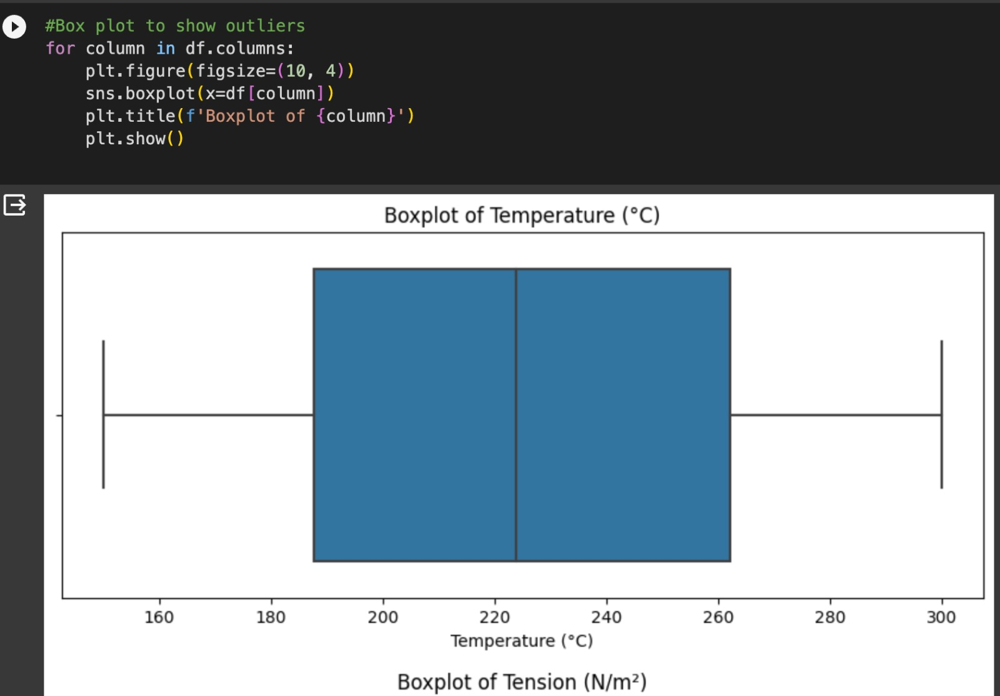 #Box plot to show outliers
for column in df.columns:
    plt.figure(figsize=(10, 4))
    sns.boxplot(x=df[column])
    plt.title(f'Boxplot of {column}')
    plt.show()
Boxplot of Temperature (°C)
160 180 200 220 240 260 280 300
Temperature (°C)
Boxplot of Tension (N/m²)